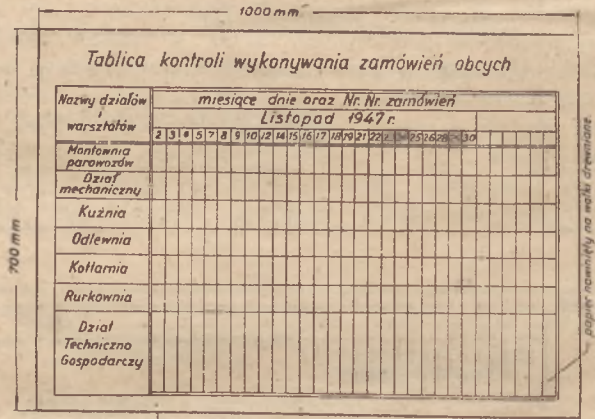 1000 mm
Tablica kontroli wykonywania zamówień obcych
Nazwy działów i warsztatów
miesiące dnie oraz Nr. Nr. zamówień
Listopad 1947 r.
2 3 4 5 7 8 9 10 12 14 15 16 17 18 19 21 22 25 26 28 30
Montownia parowozów
Dział mechaniczny
Kuźnia
Odlewnia
Kotlarnia
Rurkownia
Dział Techniczno Gospodarczy
700 mm
papier nawinięty na wałki drewniane.